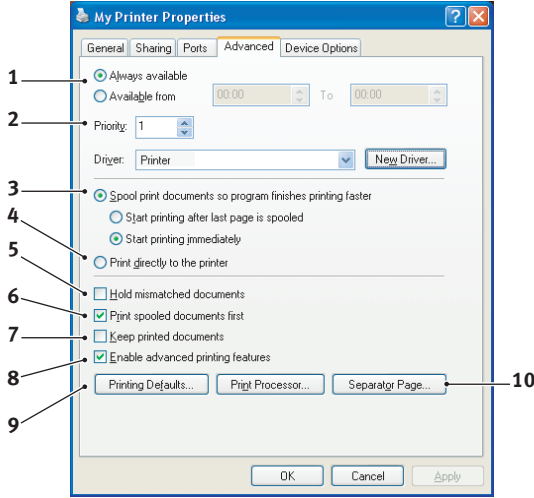 My Printer Properties
General Sharing Ports Advanced Device Options
1 Always available
Available from 00:00 To 00:00
2 Priority: 1
Driver: Printer New Driver...
3 Spool print documents so program finishes printing faster
Start printing after last page is spooled
4 Start printing immediately
5 Print directly to the printer
6 Hold mismatched documents
Print spooled documents first
7 Keep printed documents
8 Enable advanced printing features
Printing Defaults... Print Processor... Separator Page... 10
9
OK Cancel Apply